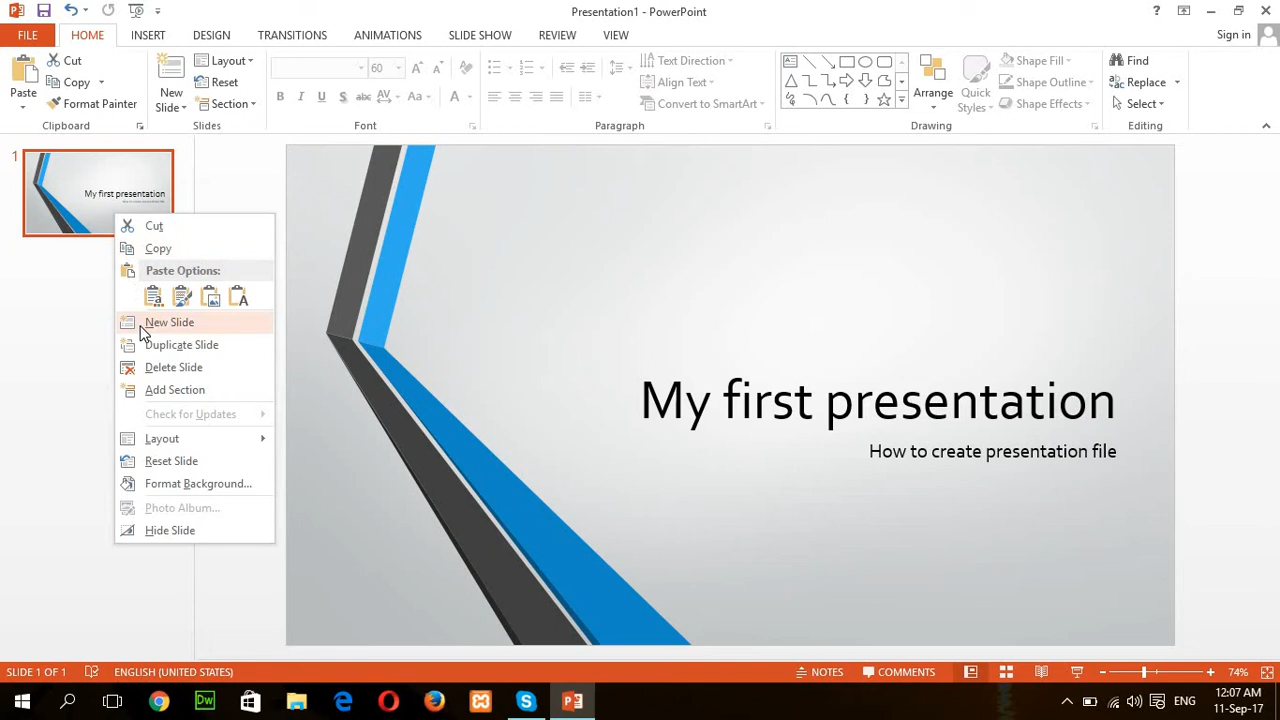 Presentation1 - PowerPoint
?
FILE HOME INSERT DESIGN TRANSITIONS ANIMATIONS SLIDE SHOW REVIEW VIEW Sign in
Paste
Cut
Copy
Format Painter
Clipboard
New
Slide
Layout
Reset
Section
Slides
60
B I U S abc AV Aa A
Font
Text Direction
Align Text
Convert to SmartArt
Paragraph
Arrange
Quick
Styles
Shape Fill
Shape Outline
Shape Effects
Drawing
Find
Replace
Select
Editing
1
My first presentation
Cut
Copy
Paste Options:
New Slide
Duplicate Slide
Delete Slide
Add Section
Check for Updates
Layout
Reset Slide
Format Background...
Photo Album...
Hide Slide
My first presentation
How to create presentation file
SLIDE 1 OF 1 ENGLISH (UNITED STATES) NOTES COMMENTS 74%
Dw
ENG
12:07 AM
11-Sep-17